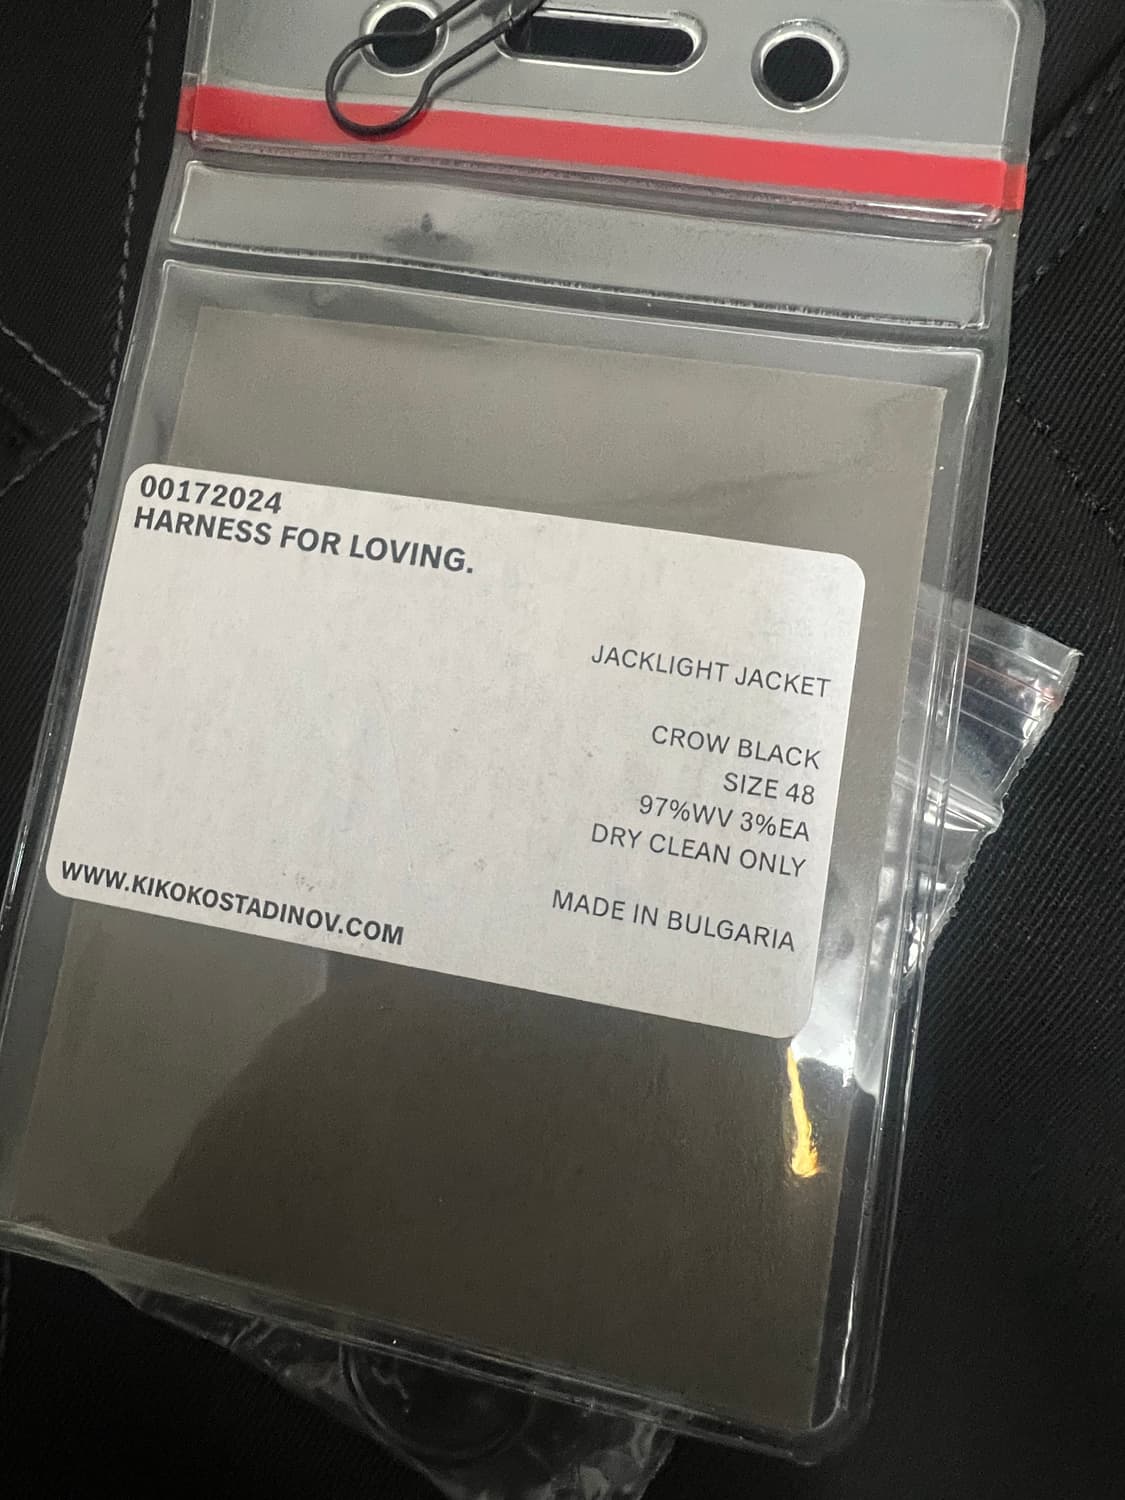 00172024
HARNESS FOR LOVING.
JACKLIGHT JACKET
CROW BLACK
SIZE 48
97%WV 3%EA
DRY CLEAN ONLY
MADE IN BULGARIA
WWW.KIKOKOSTADINOV.COM